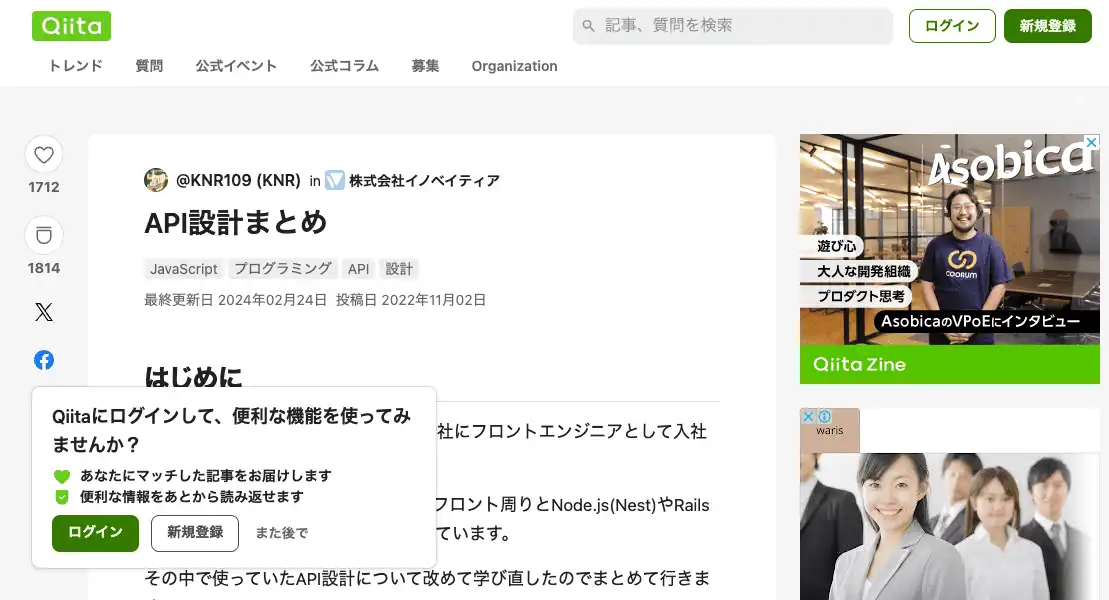 Qiita
記事、質問を検索
ログイン
新規登録
トレンド 質問 公式イベント 公式コラム 募集 Organization
1712
1814
@KNR109 (KNR) in 株式会社イノベイティア
API設計まとめ
JavaScript プログラミング API 設計
最終更新日 2024年02月24日 投稿日 2022年11月02日
はじめに
社にフロントエンジニアとして入社
フロント周りとNode.js(Nest)やRails
ています。
その中で使っていたAPI設計について改めて学び直したのでまとめて行きま
Qiitaにログインして、便利な機能を使ってみ
ませんか？
あなたにマッチした記事をお届けします
便利な情報をあとから読み返せます
ログイン 新規登録 また後で
Asobica
遊び心
大人な開発組織
プロダクト思考
COORUM
AsobicaのVPoEにインタビュー
Qiita Zine
waris